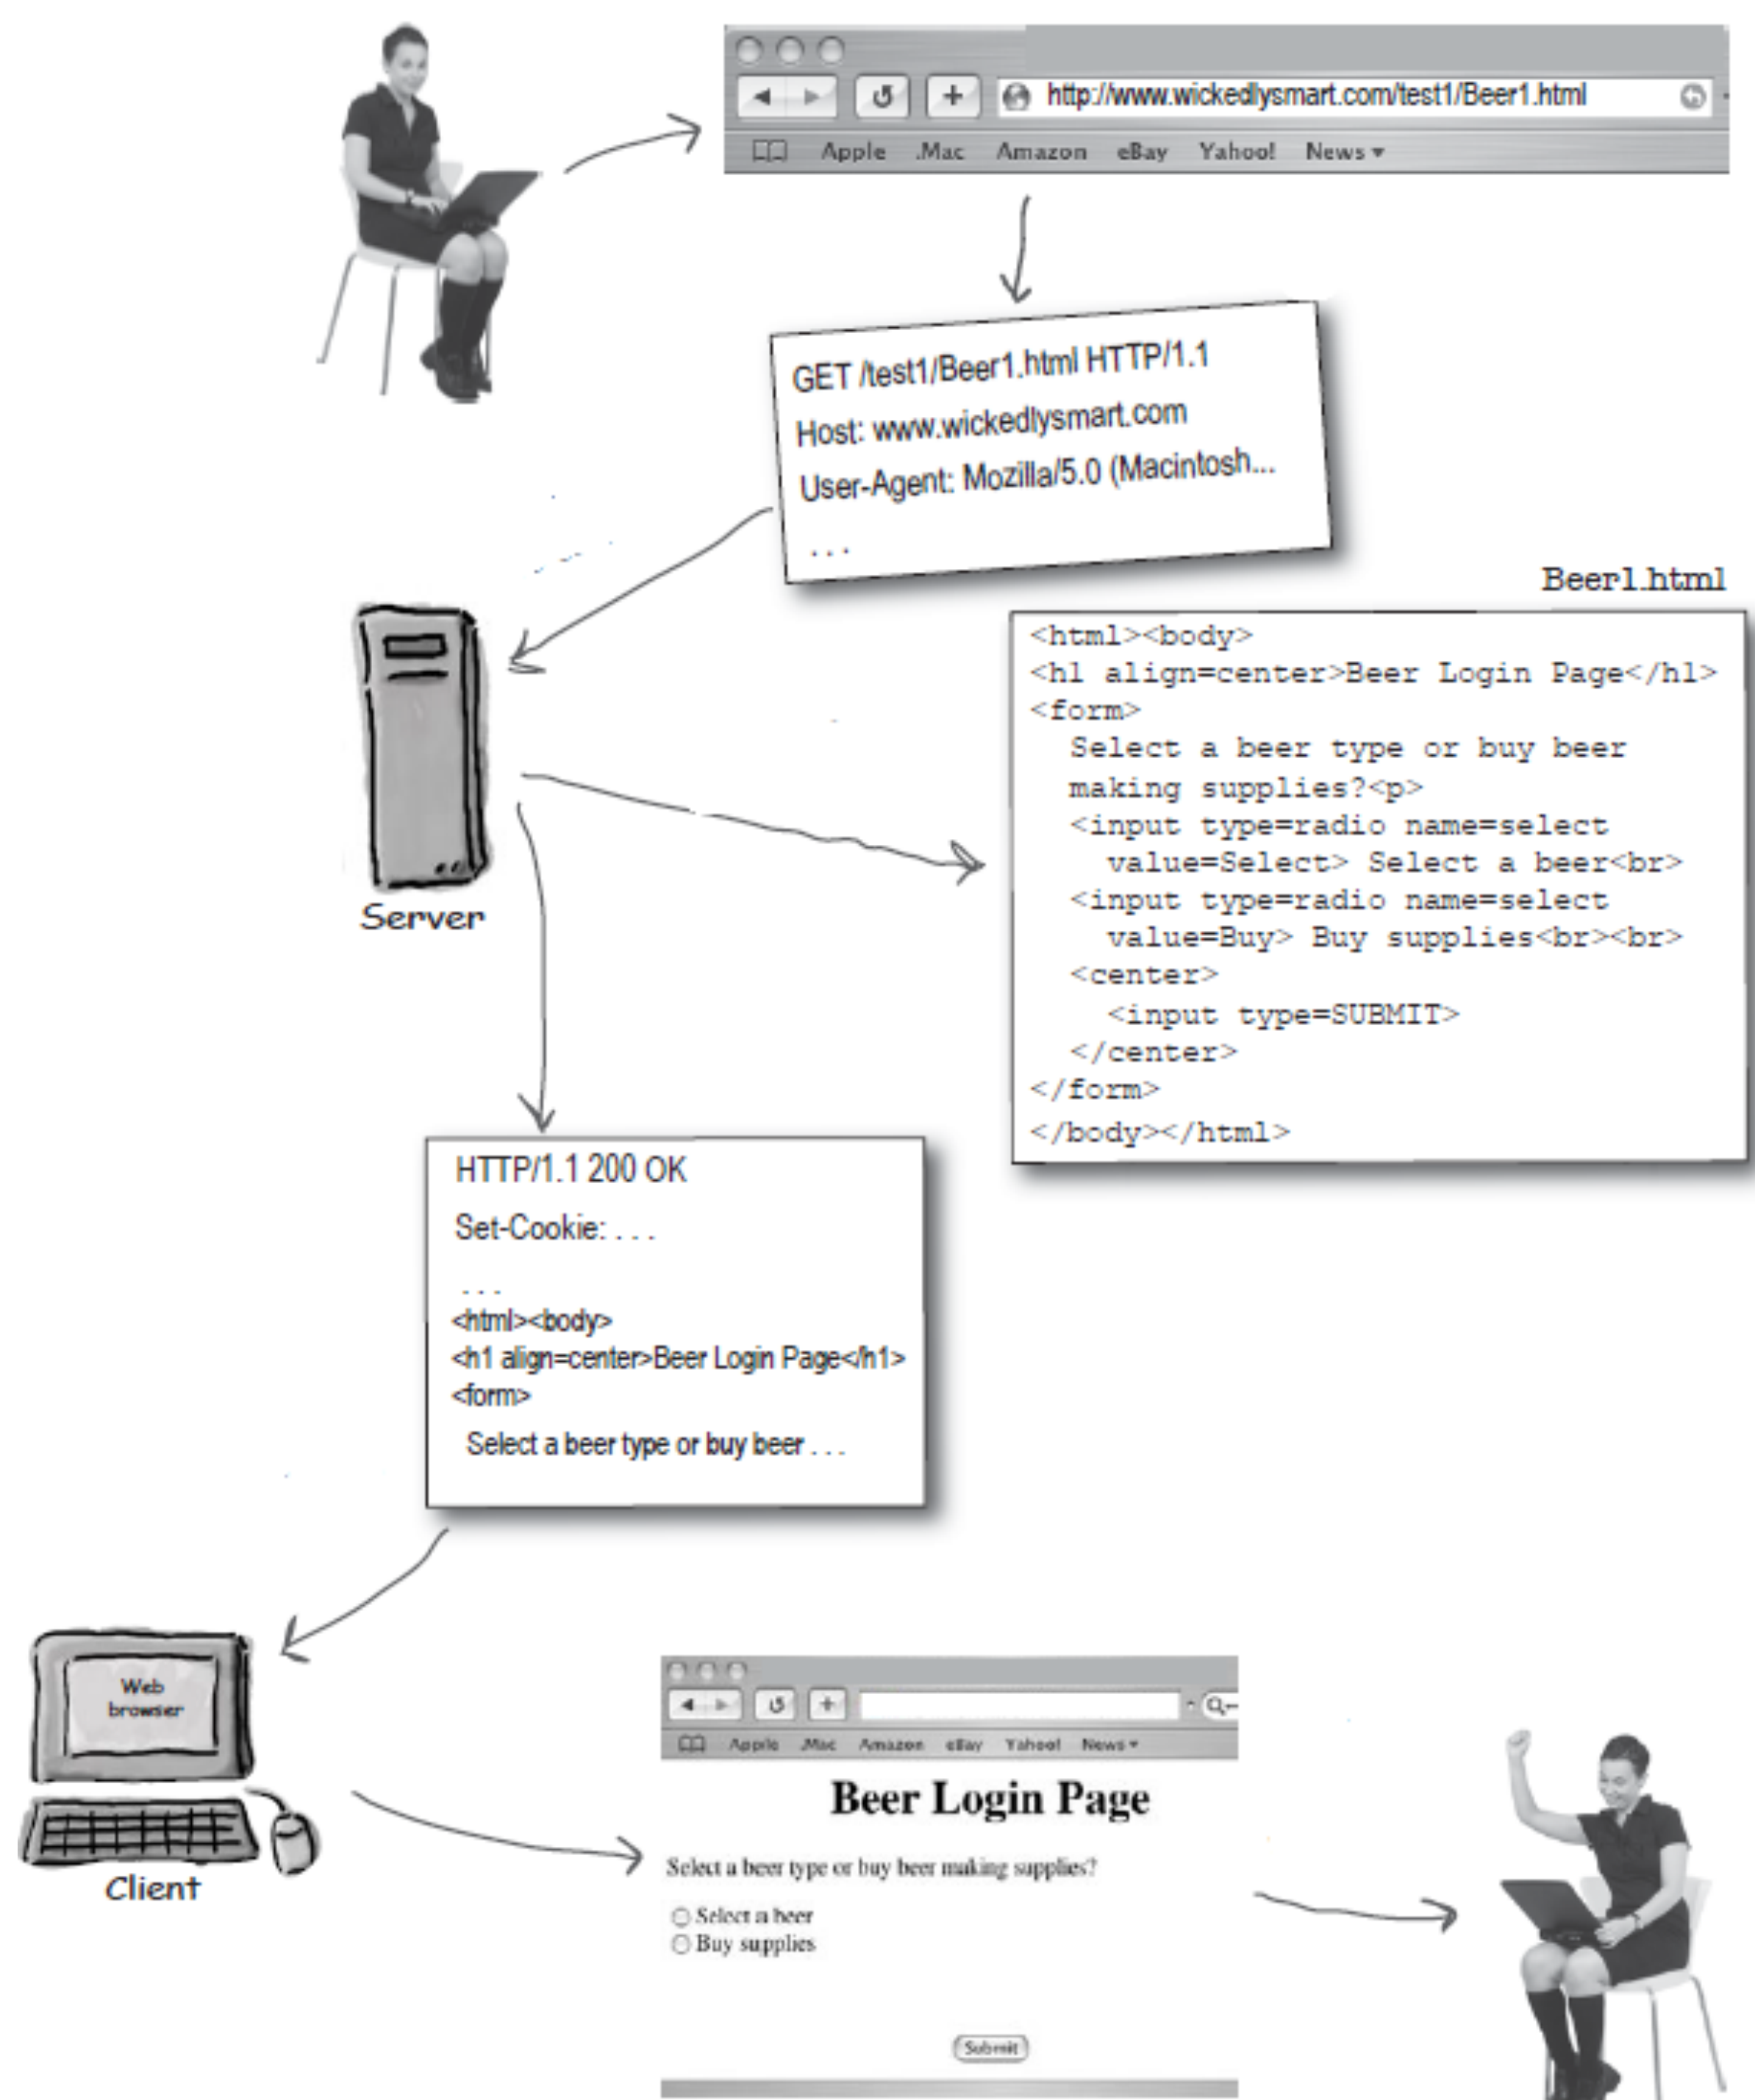 http://www.wickedlysmart.com/test1/Beer1.html
Apple .Mac Amazon eBay Yahoo! News
GET /test1/Beer1.html HTTP/1.1
Host: www.wickedlysmart.com
User-Agent: Mozilla/5.0 (Macintosh...
. . .
Beer1.html
<html><body>
<h1 align=center>Beer Login Page</h1>
<form>
Select a beer type or buy beer
making supplies?<p>
<input type=radio name=select
value=Select> Select a beer<br>
<input type=radio name=select
value=Buy> Buy supplies<br><br>
<center>
<input type=SUBMIT>
</center>
</form>
</body></html>
Server
HTTP/1.1 200 OK
Set-Cookie: . . .
. . .
<html><body>
<h1 align=center>Beer Login Page</h1>
<form>
Select a beer type or buy beer . . .
Web
browser
Client
Apple .Mac Amazon eBay Yahoo! News
Beer Login Page
Select a beer type or buy beer making supplies?
Select a beer
Buy supplies
Submit